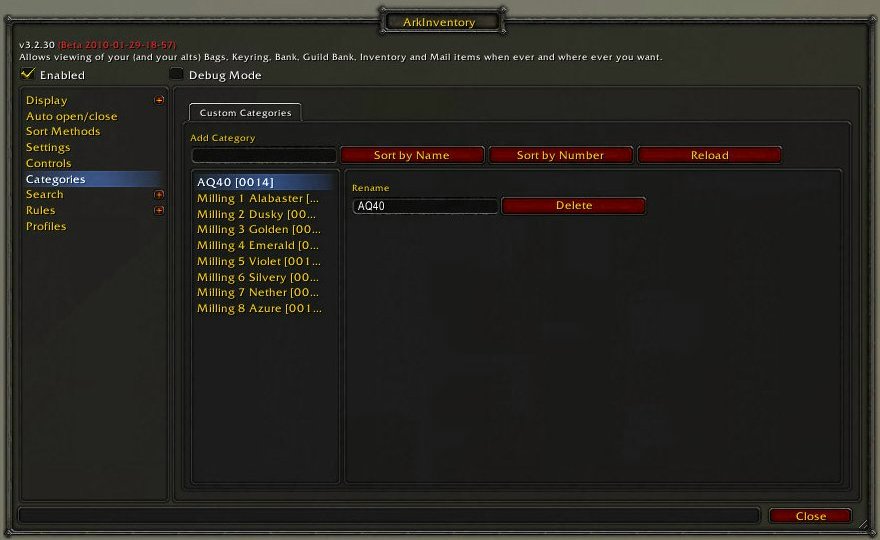 ArkInventory
v3.2.30 (Beta 2010-01-29-18-57)
Allows viewing of your (and your alts) Bags, Keyring, Bank, Guild Bank, Inventory and Mail items when ever and where ever you want.
Enabled
Debug Mode
Display
Auto open/close
Sort Methods
Settings
Controls
Categories
Search
Rules
Profiles
Custom Categories
Add Category
Sort by Name
Sort by Number
Reload
AQ40 [0014]
Milling 1 Alabaster [...
Milling 2 Dusky [00...
Milling 3 Golden [00...
Milling 4 Emerald [0...
Milling 5 Violet [001...
Milling 6 Silvery [00...
Milling 7 Nether [00...
Milling 8 Azure [001...
Rename
AQ40
Delete
Close